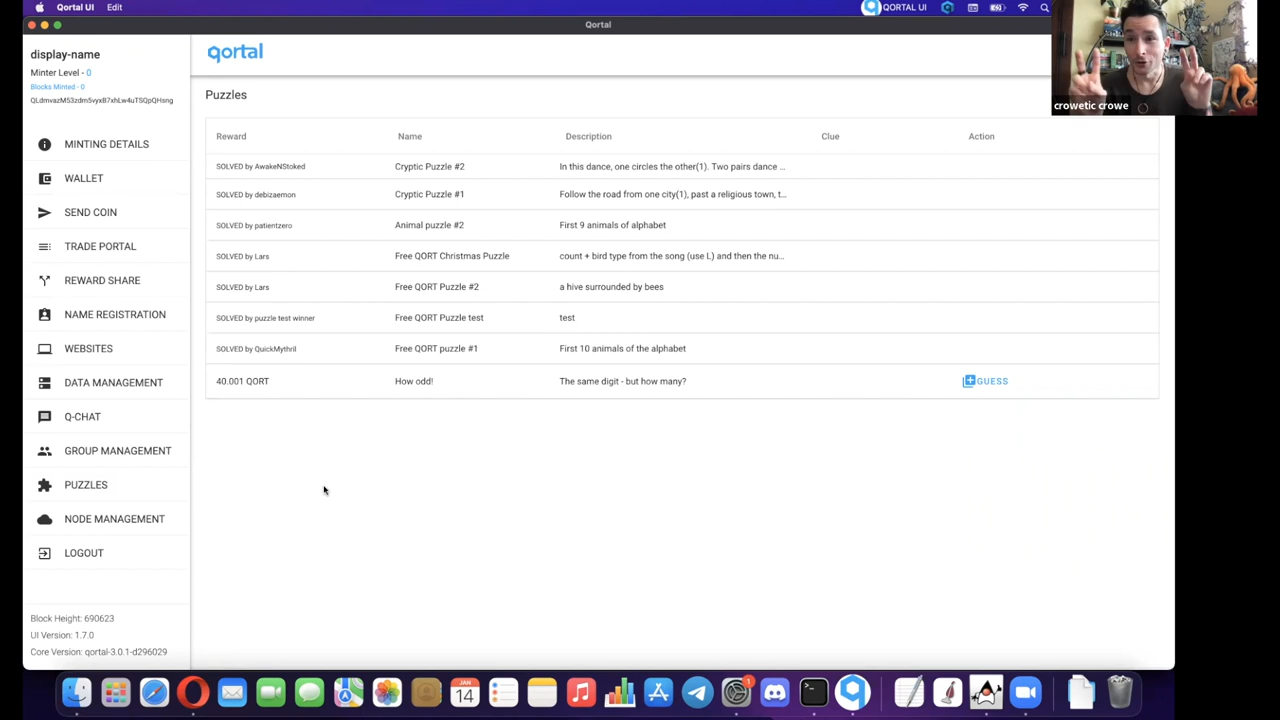 Qortal UI Edit
QORTAL UI
Qortal
display-name
Minter Level - 0
Blocks Minted - 0
QLdmvazM53zdm5vyxB7xhLw4uTSQpQHsng
MINTING DETAILS
WALLET
SEND COIN
TRADE PORTAL
REWARD SHARE
NAME REGISTRATION
WEBSITES
DATA MANAGEMENT
Q-CHAT
GROUP MANAGEMENT
PUZZLES
NODE MANAGEMENT
LOGOUT
Block Height: 690623
UI Version: 1.7.0
Core Version: qortal-3.0.1-d296029
qortal
Puzzles
Reward Name Description Clue Action
SOLVED by AwakeNStoked Cryptic Puzzle #2 In this dance, one circles the other(1). Two pairs dance ...
SOLVED by debizaemon Cryptic Puzzle #1 Follow the road from one city(1), past a religious town, t...
SOLVED by patientzero Animal puzzle #2 First 9 animals of alphabet
SOLVED by Lars Free QORT Christmas Puzzle count + bird type from the song (use L) and then the nu...
SOLVED by Lars Free QORT Puzzle #2 a hive surrounded by bees
SOLVED by puzzle test winner Free QORT Puzzle test test
SOLVED by QuickMythril Free QORT puzzle #1 First 10 animals of the alphabet
40.001 QORT How odd! The same digit - but how many? GUESS
crowetic crowe
JAN
14
1